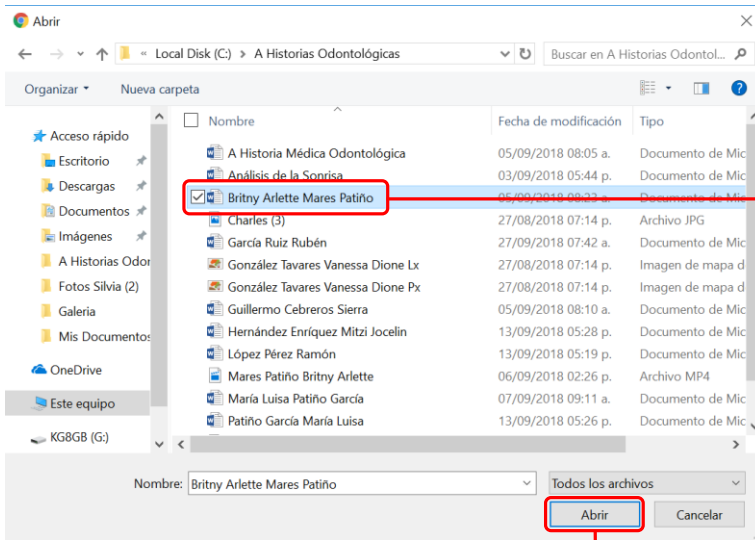 Abrir
« Local Disk (C:) > A Historias Odontológicas
Buscar en A Historias Odontol...
Organizar
Nueva carpeta
Nombre Fecha de modificación Tipo
Acceso rápido
Escritorio
Descargas
Documentos
Imágenes
A Historias Odor
Fotos Silvia (2)
Galeria
Mis Documentos
OneDrive
Este equipo
KG8GB (G:)
A Historia Médica Odontológica 05/09/2018 08:05 a. Documento de Mic
Análisis de la Sonrisa 03/09/2018 05:44 p. Documento de Mic
Britny Arlette Mares Patiño 05/09/2018 08:23 a. Documento de Mic
Charles (3) 27/08/2018 07:14 p. Archivo JPG
García Ruiz Rubén 27/09/2018 07:42 a. Documento de Mic
González Tavares Vanessa Dione Lx 27/08/2018 07:14 p. Imagen de mapa d
González Tavares Vanessa Dione Px 27/08/2018 07:14 p. Imagen de mapa d
Guillermo Cebreros Sierra 05/09/2018 08:10 a. Documento de Mic
Hernández Enríquez Mitzi Jocelin 13/09/2018 05:28 p. Documento de Mic
López Pérez Ramón 13/09/2018 05:19 p. Documento de Mic
Mares Patiño Britny Arlette 06/09/2018 02:26 p. Archivo MP4
María Luisa Patiño García 07/09/2018 09:11 a. Documento de Mic
Patiño García María Luisa 13/09/2018 05:26 p. Documento de Mic
Nombre: Britny Arlette Mares Patiño Todos los archivos
Abrir Cancelar